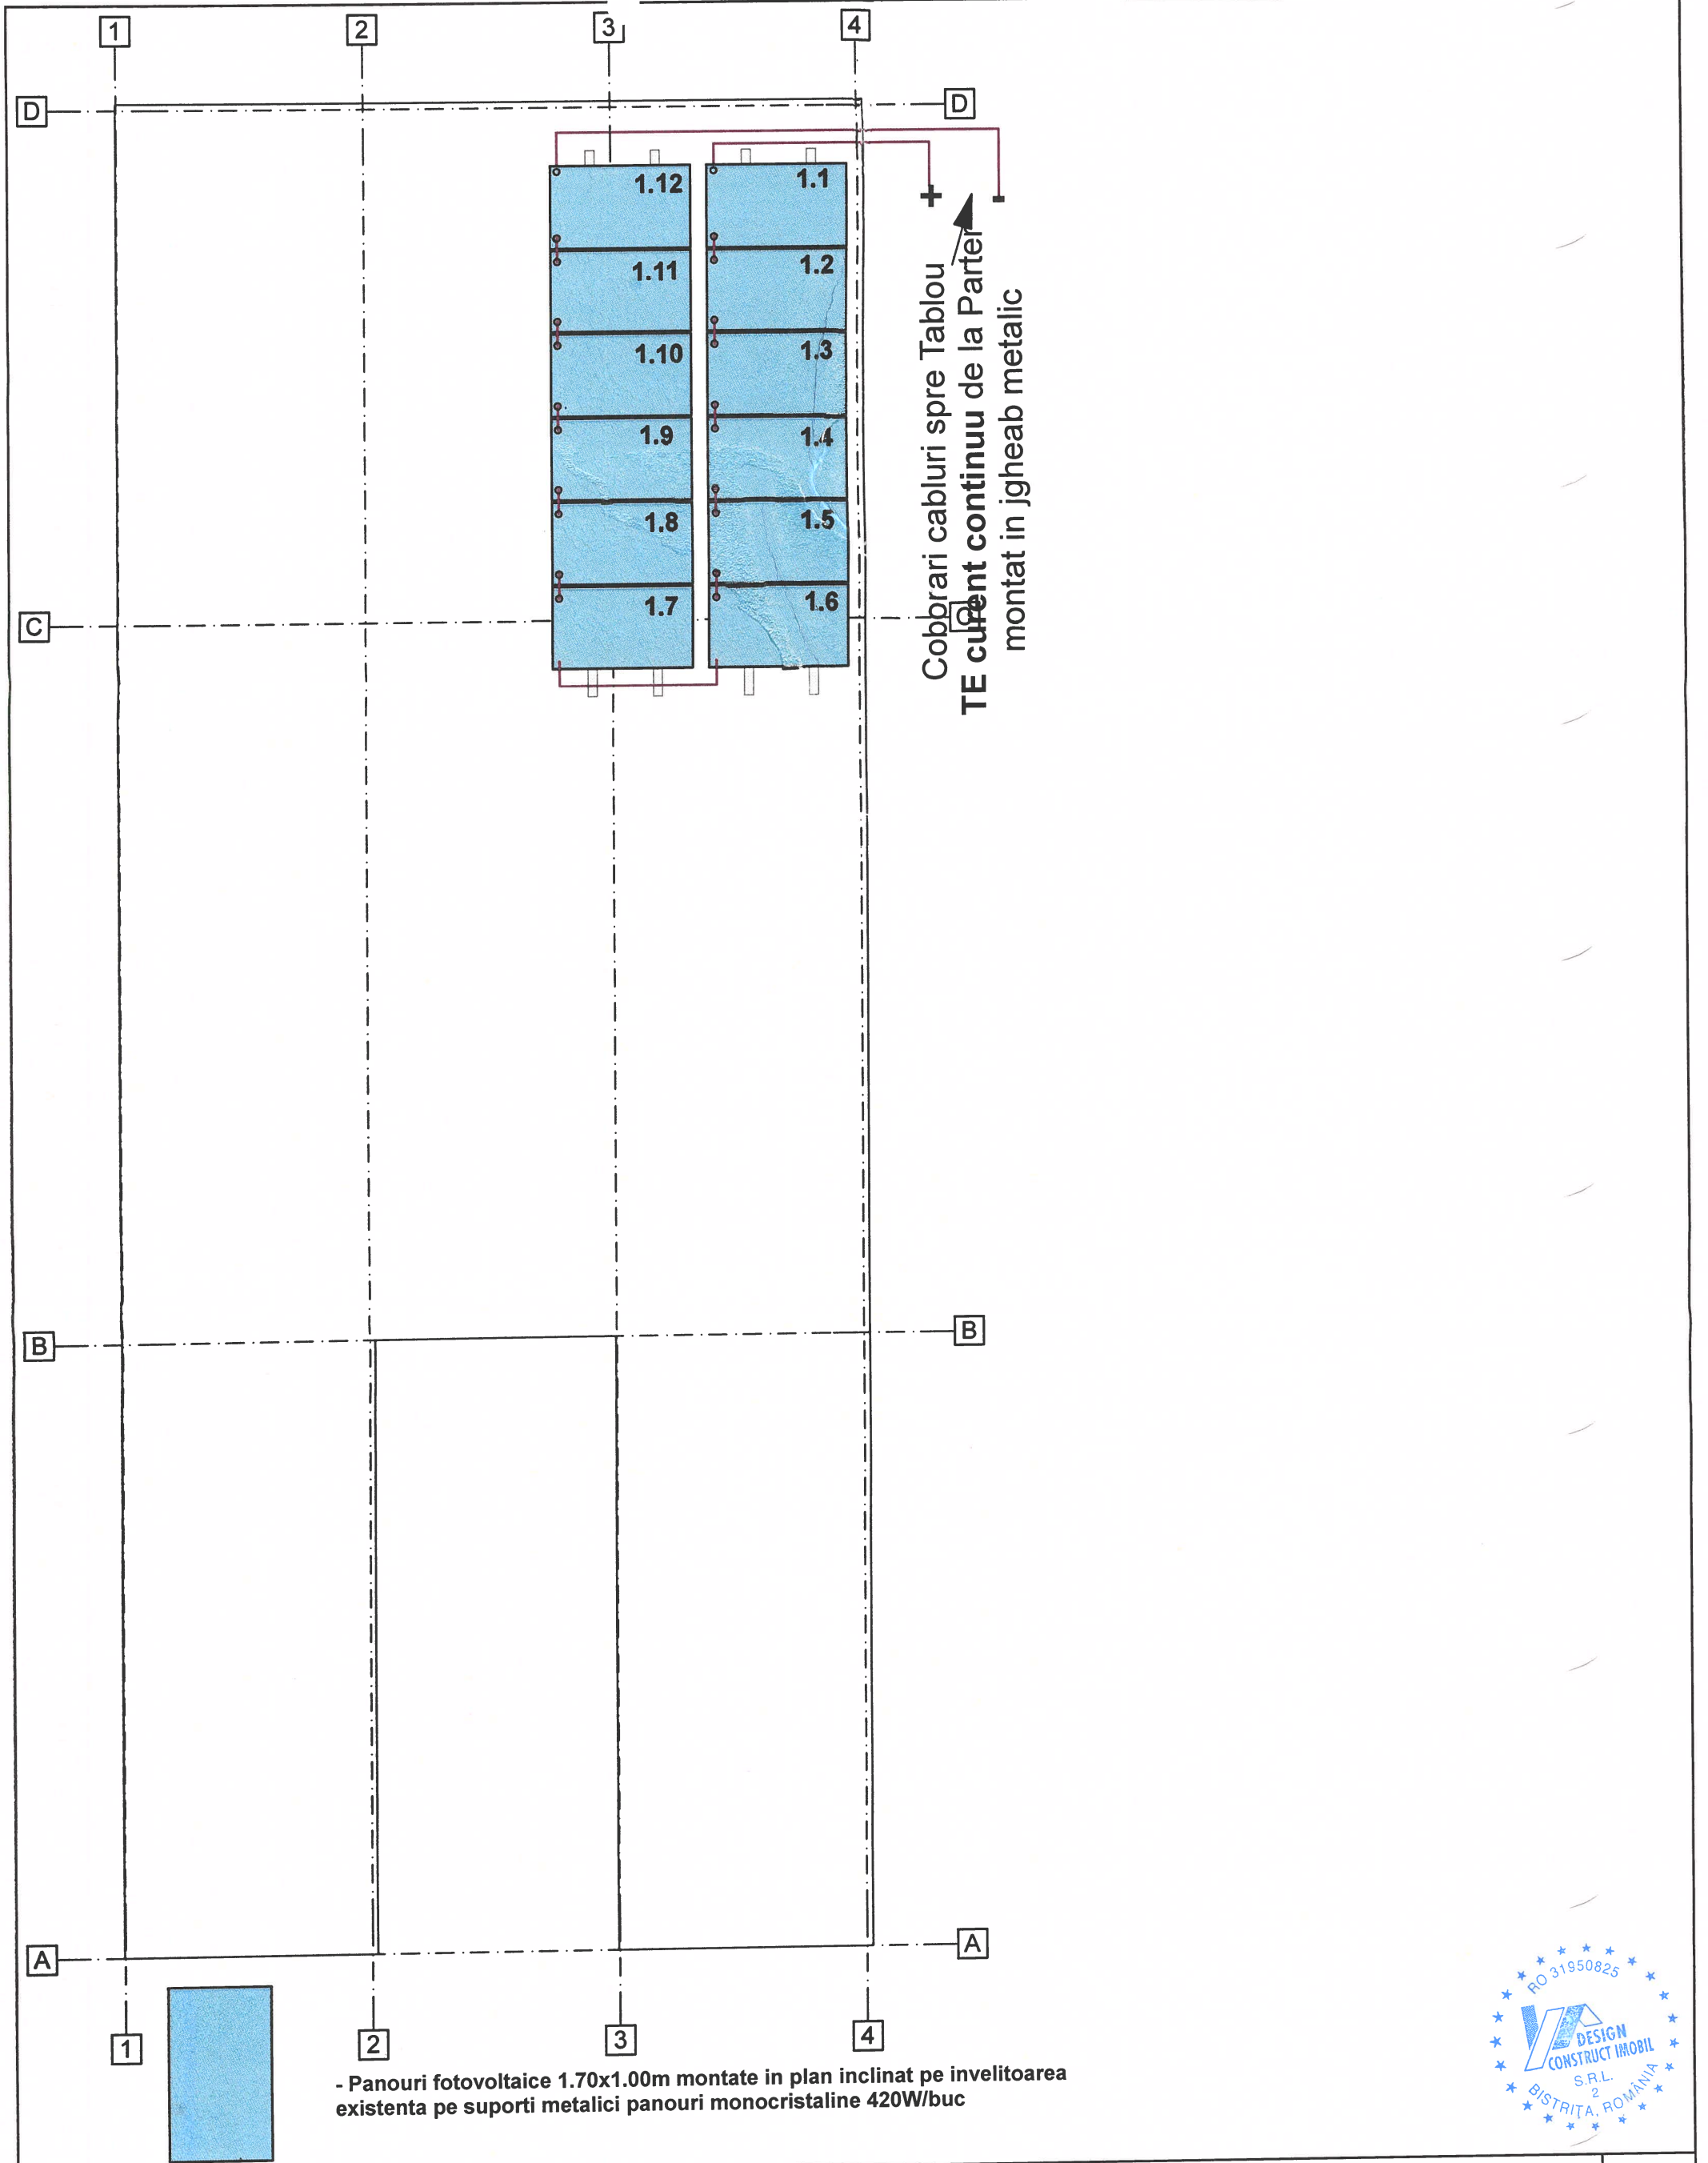 1
2
3
4
D
D
1.12
1.1
+
-
1.11
1.2
1.10
1.3
1.9
1.4
1.8
1.5
1.7
1.6
Coborari cabluri spre Tablou
TE curent continuu de la Parter
montat in jgheab metalic
C
C
B
B
A
A
1
2
3
4
- Panouri fotovoltaice 1.70x1.00m montate in plan inclinat pe invelitoarea
existenta pe suporti metalici panouri monocristaline 420W/buc
RO 31950825
DESIGN
CONSTRUCT IMOBIL
S.R.L.
2
BISTRIȚA, ROMÂNIA